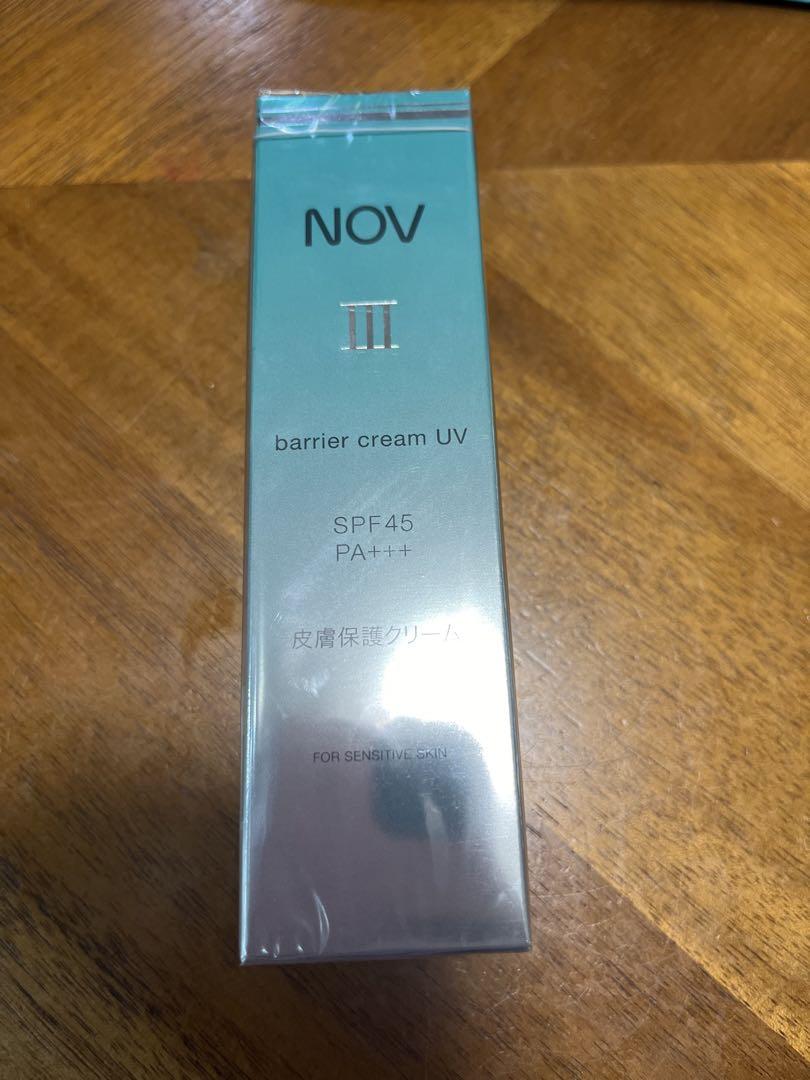 NOV
III
barrier cream UV
SPF45
PA+++
皮膚保護クリーム
FOR SENSITIVE SKIN